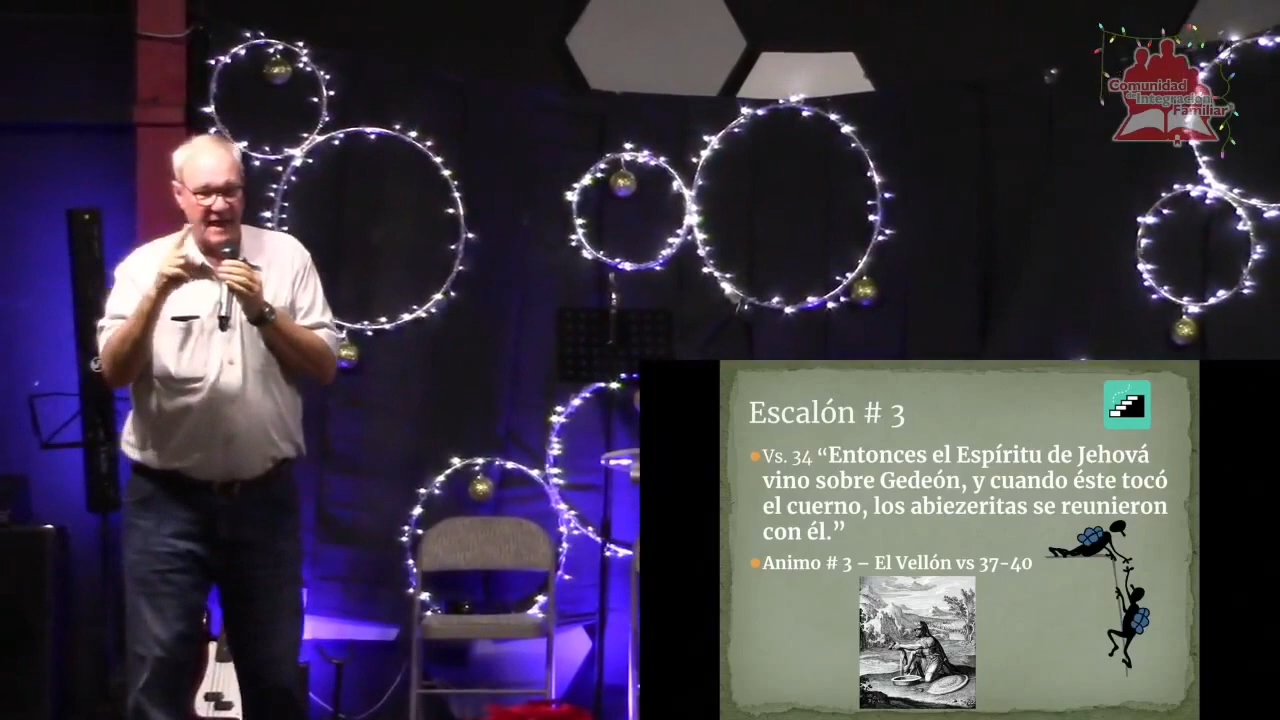 Comunidad
de Integración
Familiar
Escalón # 3
Vs. 34 “Entonces el Espíritu de Jehová
vino sobre Gedeón, y cuando éste tocó
el cuerno, los abiezeritas se reunieron
con él.”
Animo # 3 – El Vellón vs 37-40